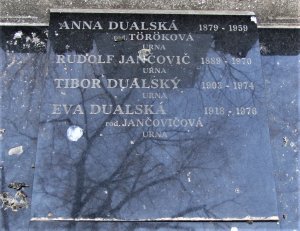 ANNA DUALSKÁ 1879 - 1959
rod. TÖRÖKOVÁ
URNA
RUDOLF JANČOVIČ 1889 - 1970
URNA
TIBOR DUALSKÝ 1903 - 1974
URNA
EVA DUALSKÁ 1918 - 1976
rod. JANČOVIČOVÁ
URNA